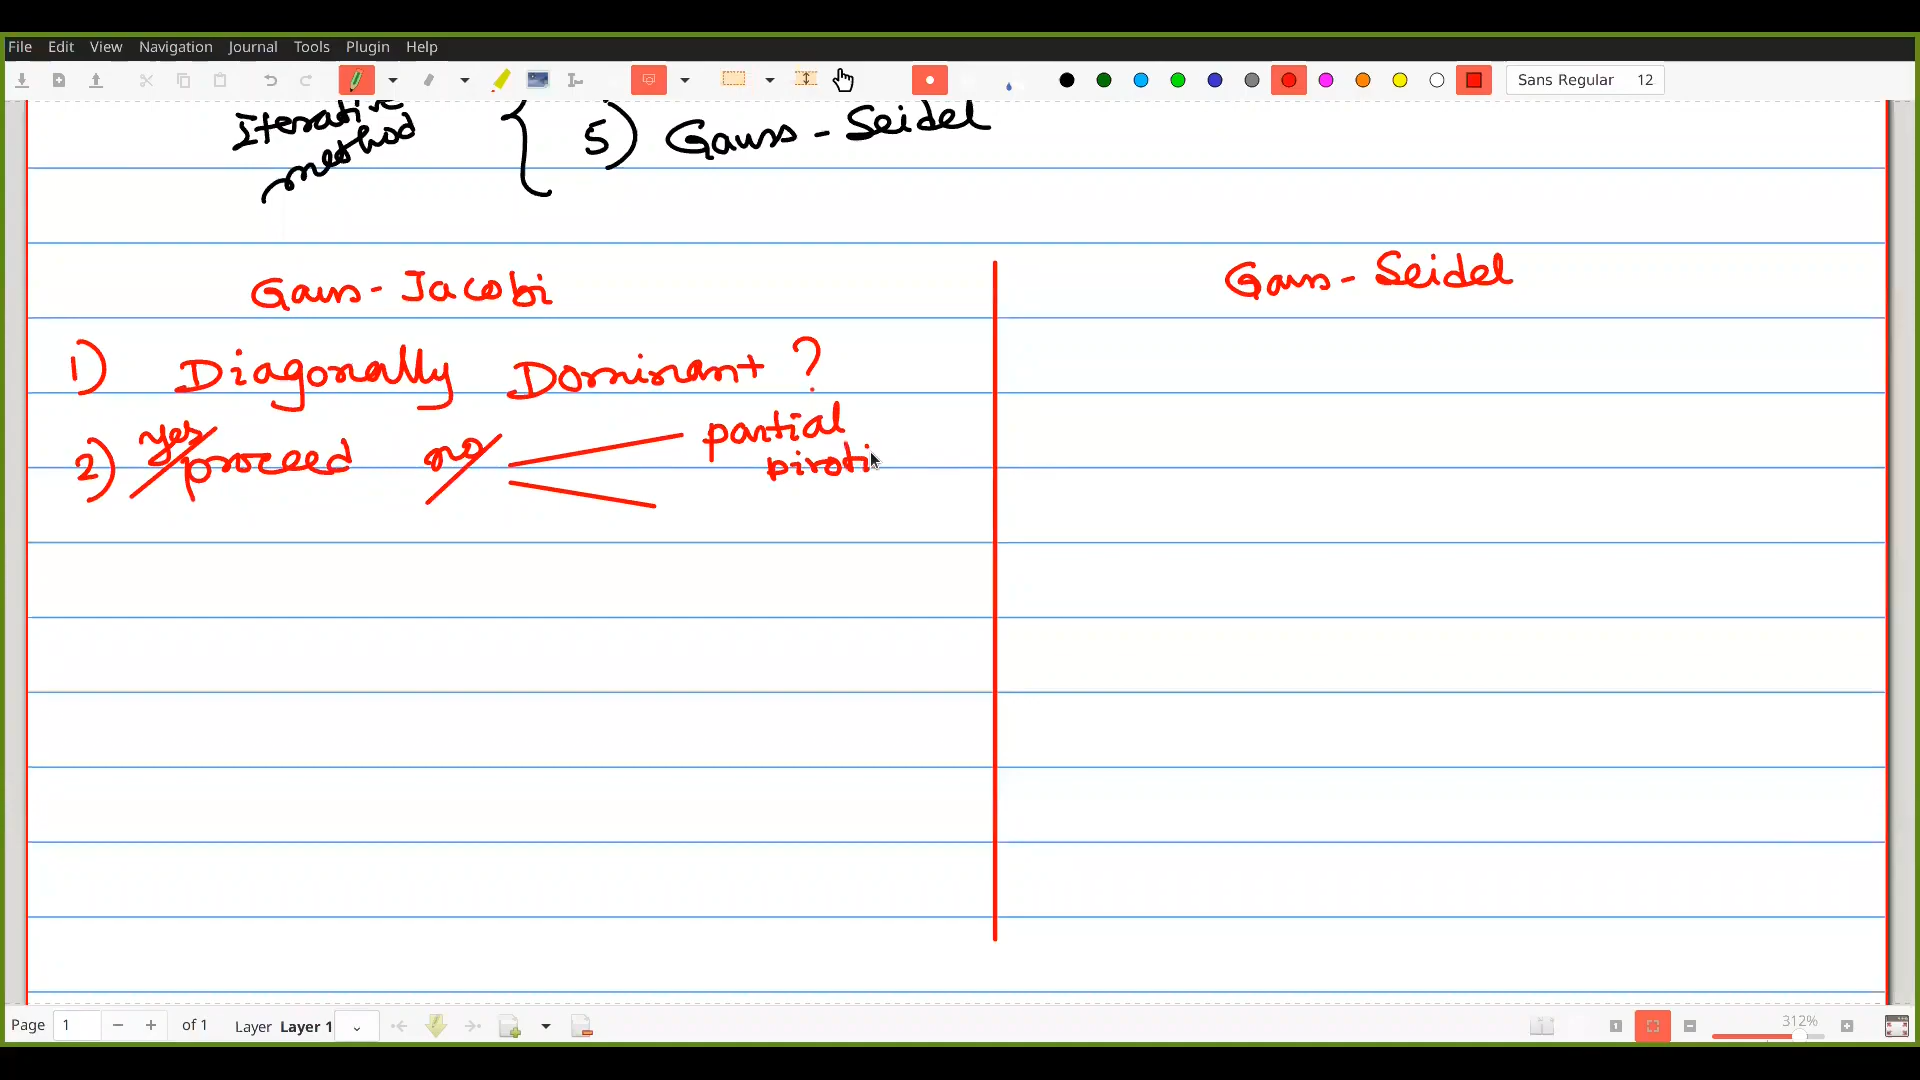 File Edit View Navigation Journal Tools Plugin Help
Sans Regular 12
Iterative
method
5) Gauss - Seidel
Gauss - Jacobi
Gauss - Seidel
1) Diagonally Dominant ?
2) yes/proceed no/ partial
pivoti
Page 1 of 1 Layer Layer 1 312%